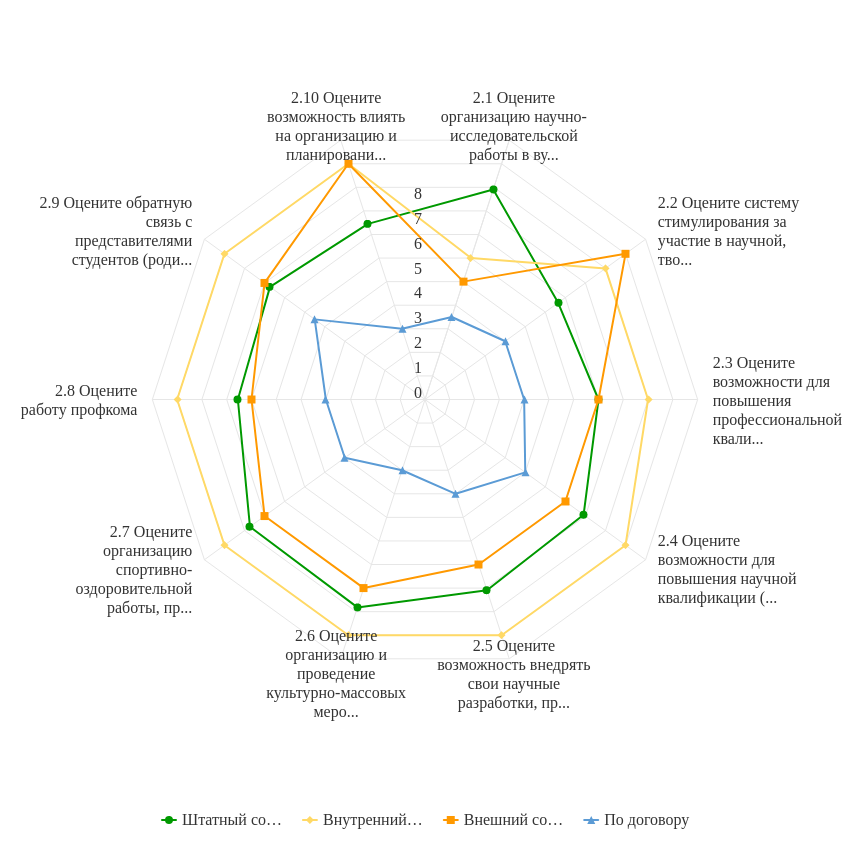 2.10 Оцените
возможность влиять
на организацию и
планировани...
2.1 Оцените
организацию научно-
исследовательской
работы в ву...
2.9 Оцените обратную
связь с
представителями
студентов (роди...
2.2 Оцените систему
стимулирования за
участие в научной,
тво...
8
7
6
5
4
3
2
1
0
2.8 Оцените
работу профкома
2.3 Оцените
возможности для
повышения
профессиональной
квали...
2.7 Оцените
организацию
спортивно-
оздоровительной
работы, пр...
2.4 Оцените
возможности для
повышения научной
квалификации (...
2.6 Оцените
организацию и
проведение
культурно-массовых
меро...
2.5 Оцените
возможность внедрять
свои научные
разработки, пр...
Штатный со… Внутренний… Внешний со… По договору